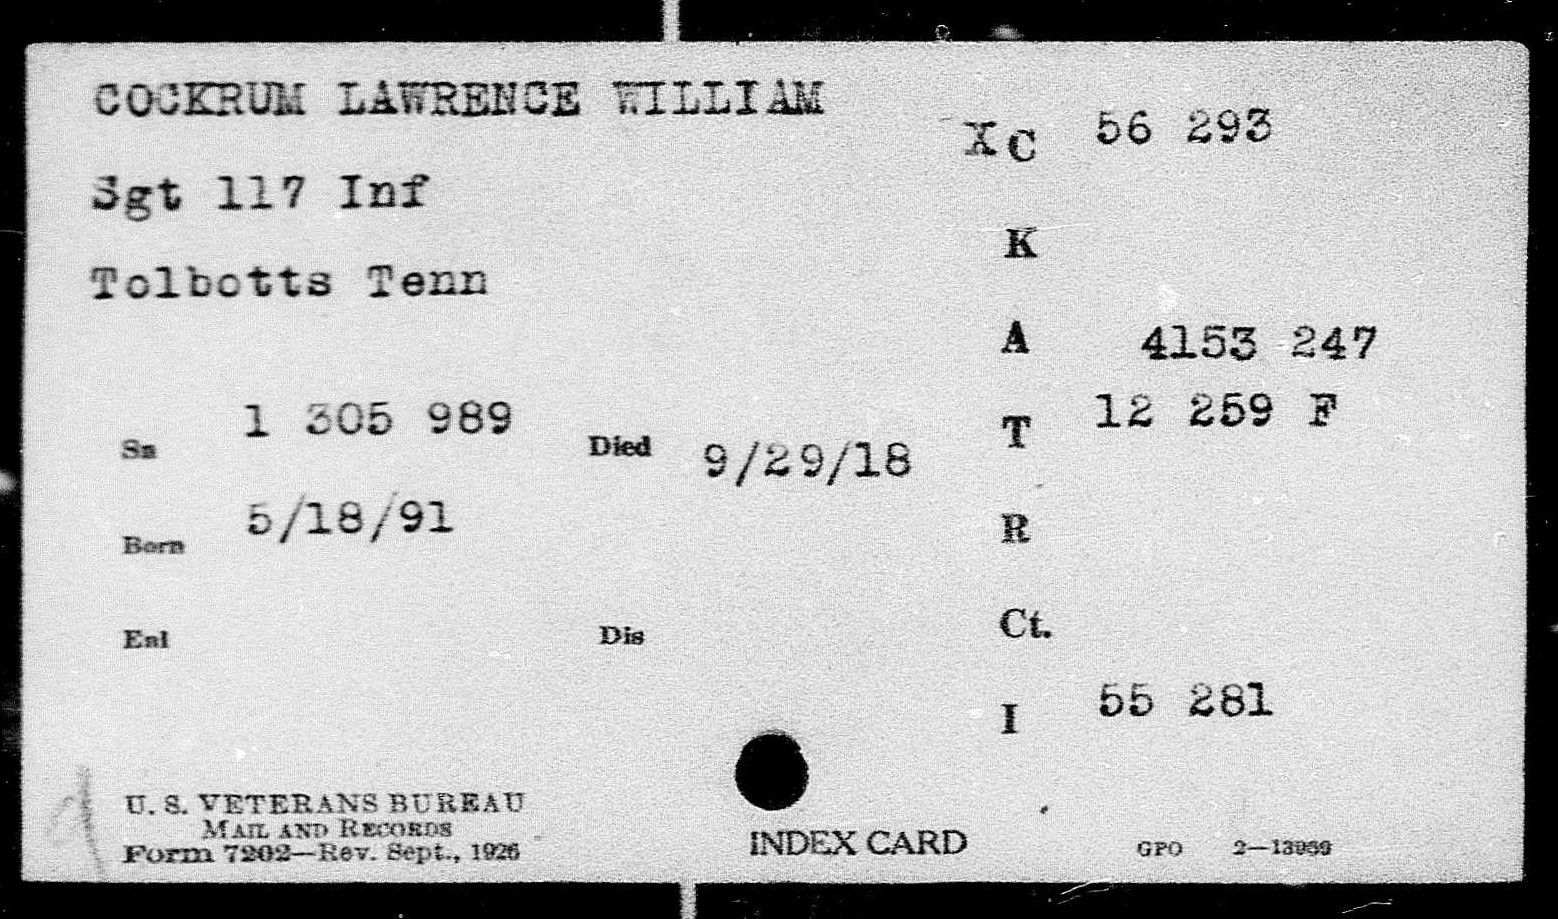 COCKRUM LAWRENCE WILLIAM
XC 56 293
Sgt 117 Inf
K
Tolbotts Tenn
A 4153 247
T 12 259 F
Sn 1 305 989
Died 9/29/18
Born 5/18/91
R
Enl
Dis
Ct.
I 55 281
U. S. VETERANS BUREAU
MAIL AND RECORDS
Form 7202—Rev. Sept., 1926
INDEX CARD
GPO 2—13969